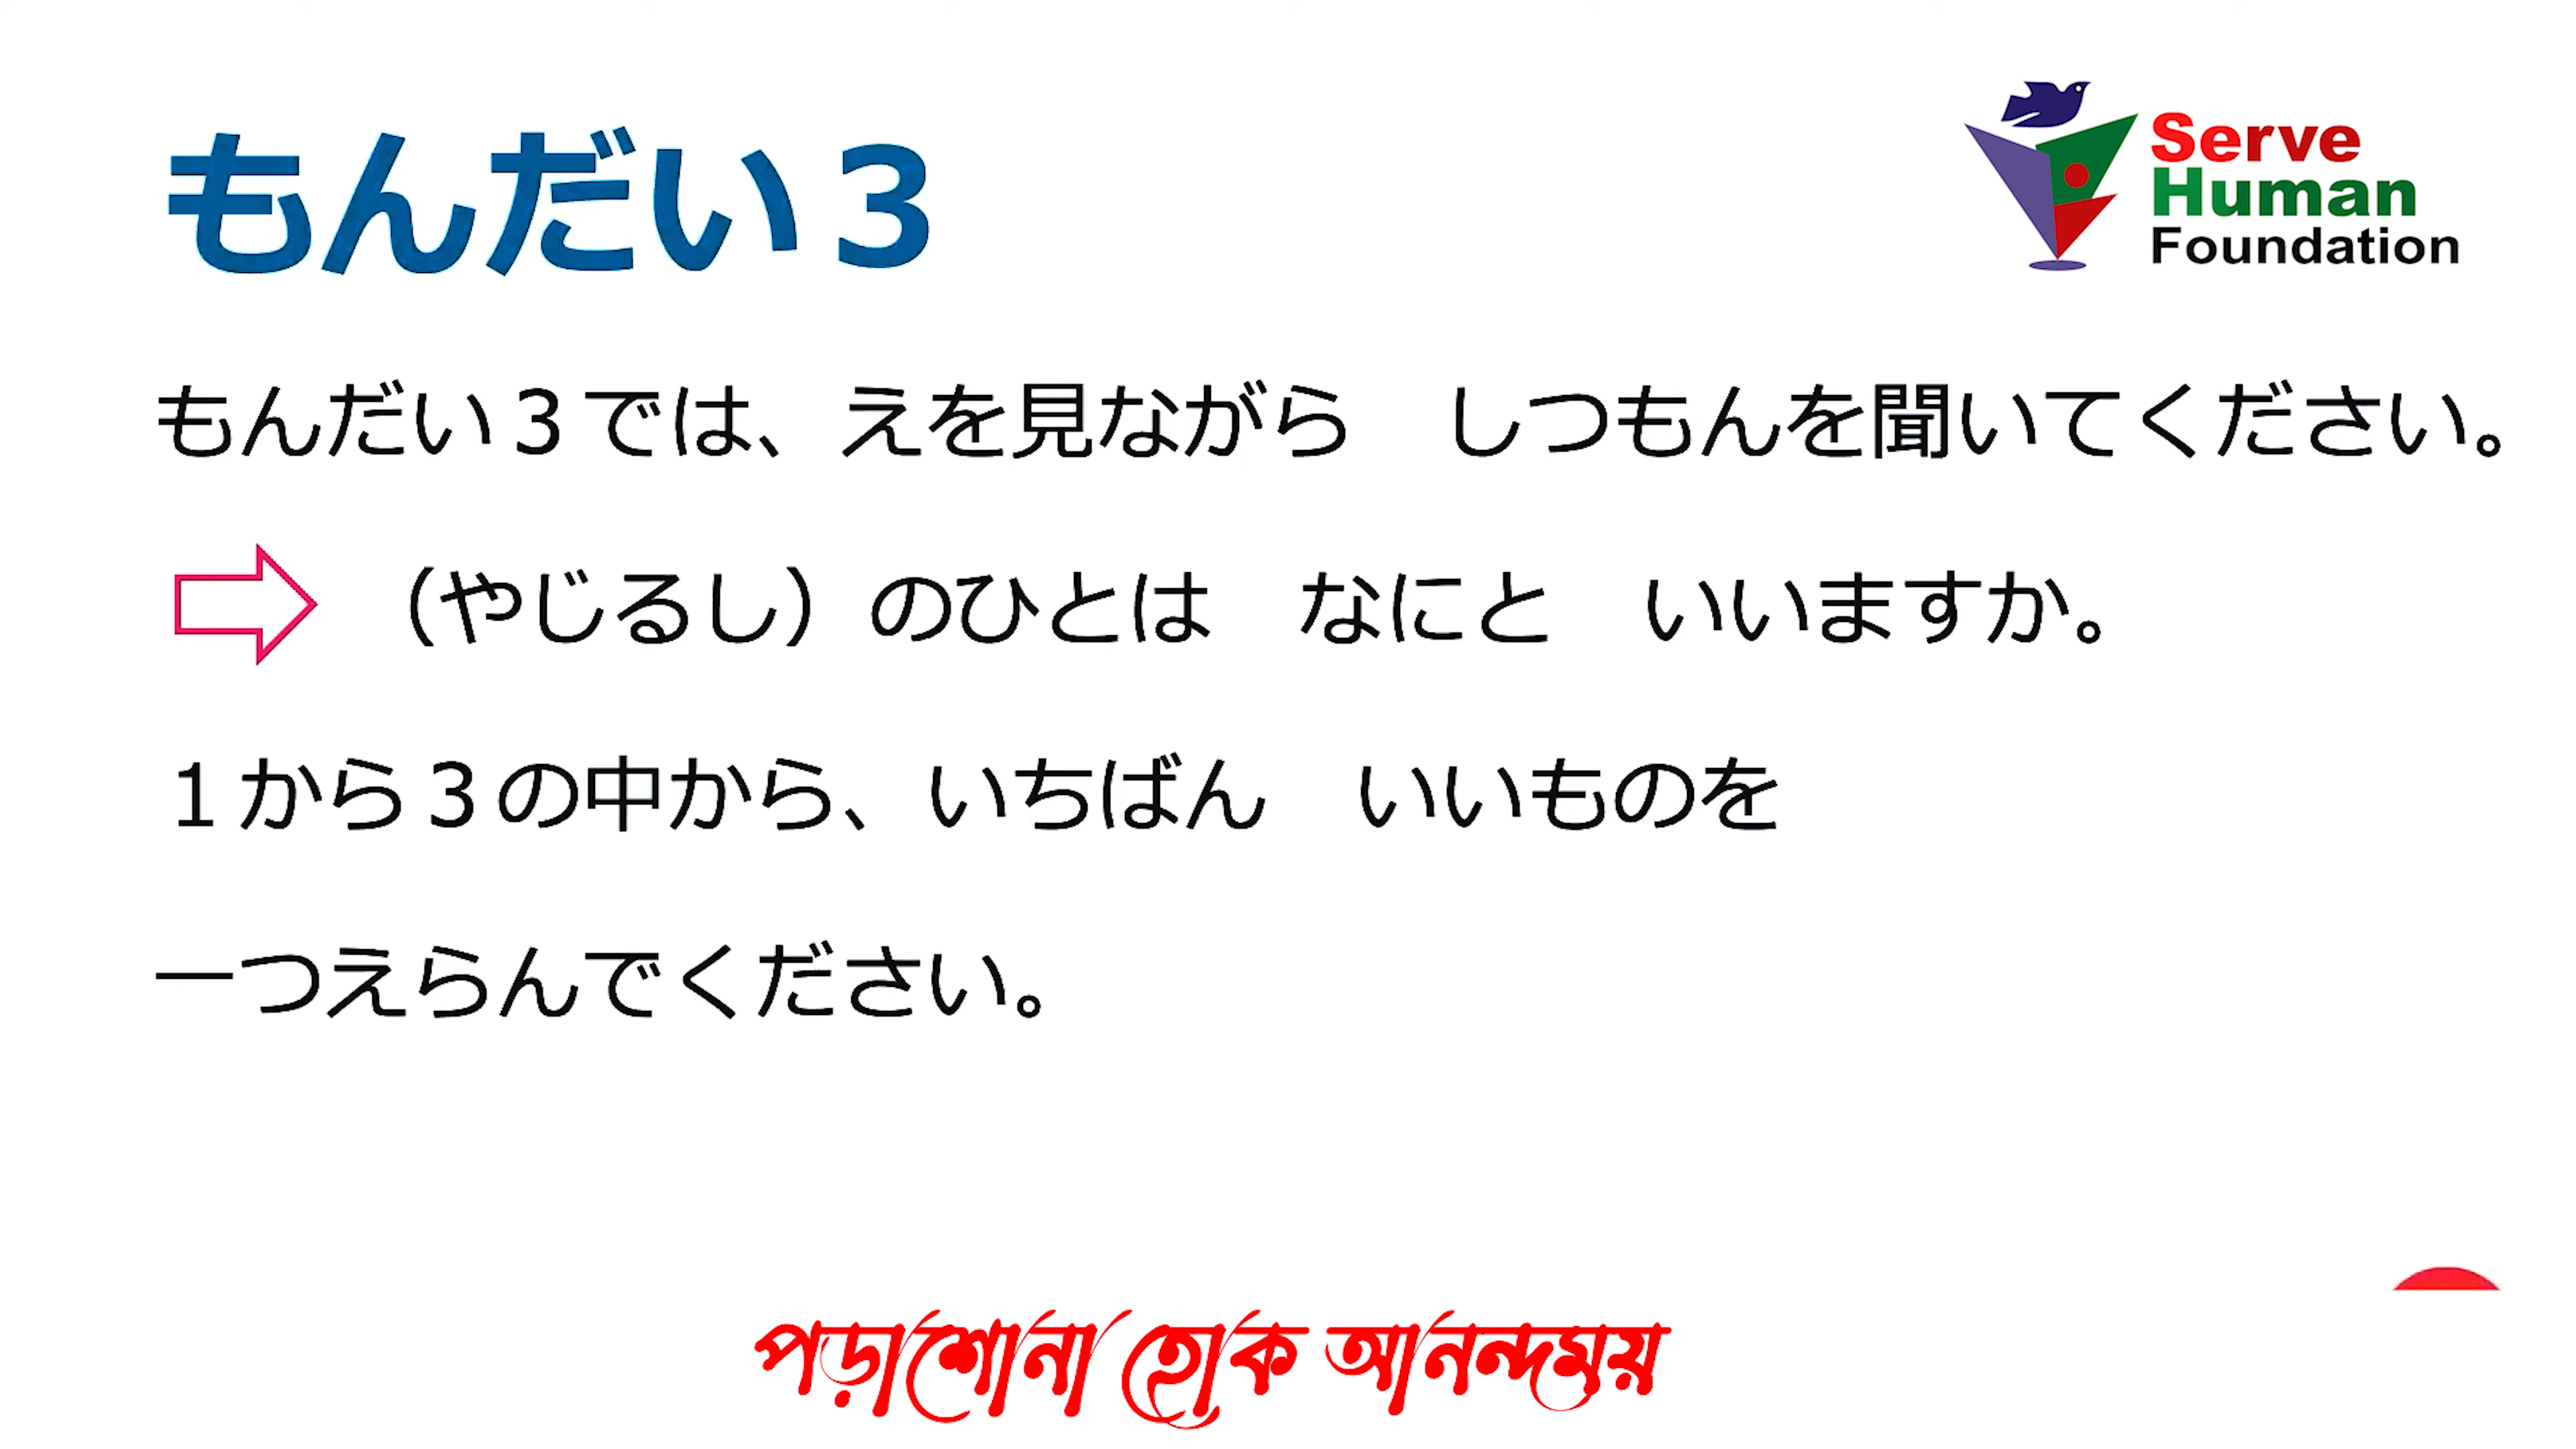 もんだい３
Serve
Human
Foundation
もんだい３では、えを見ながら　しつもんを聞いてください。
（やじるし）のひとは　なにと　いいますか。
１から３の中から、いちばん　いいものを
一つえらんでください。
পড়াশোনা হোক আনন্দময়